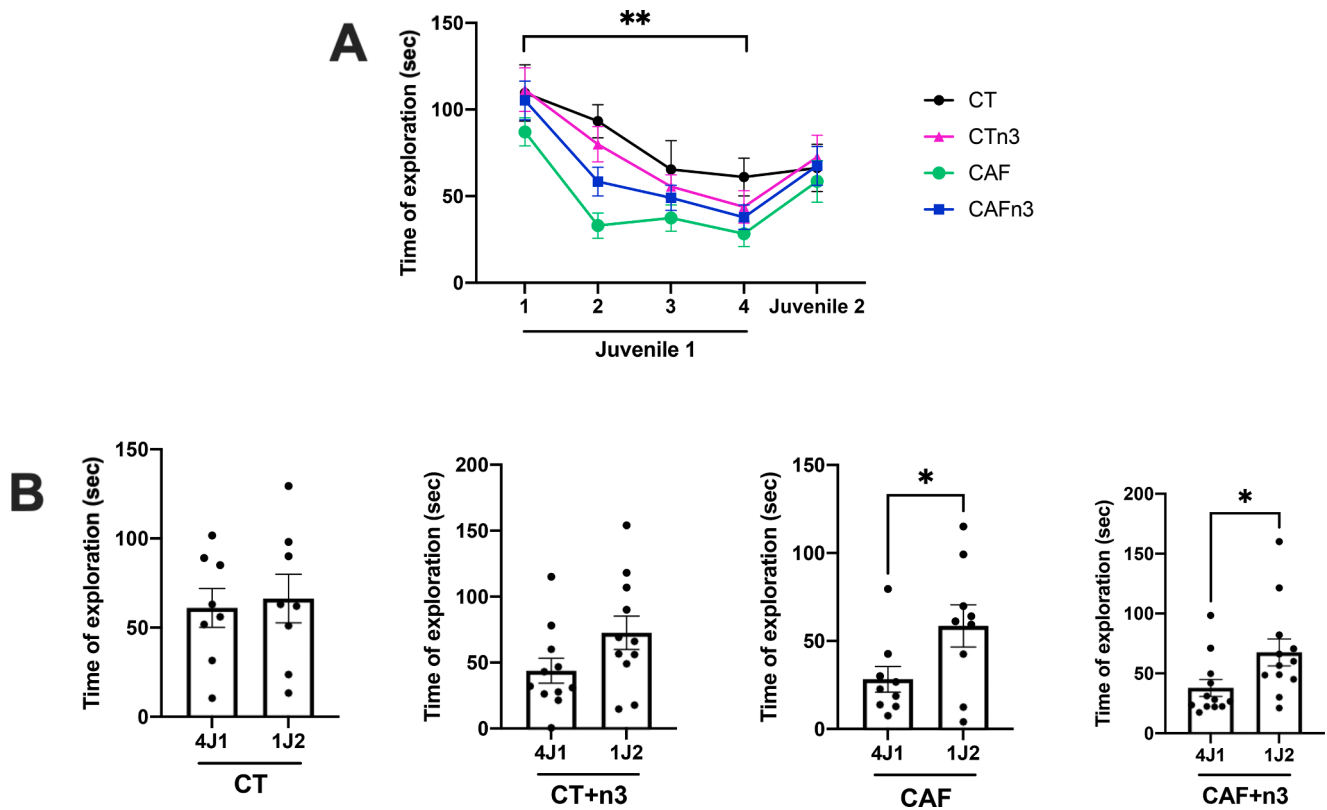 A
Time of exploration (sec)
150
100
50
0
**
1
2
3
4
Juvenile 2
Juvenile 1
CT
CTn3
CAF
CAFn3
B
Time of exploration (sec)
150
100
50
0
4J1
1J2
CT
Time of exploration (sec)
200
150
100
50
0
4J1
1J2
CT+n3
Time of exploration (sec)
150
100
50
0
*
4J1
1J2
CAF
Time of exploration (sec)
200
150
100
50
0
*
4J1
1J2
CAF+n3